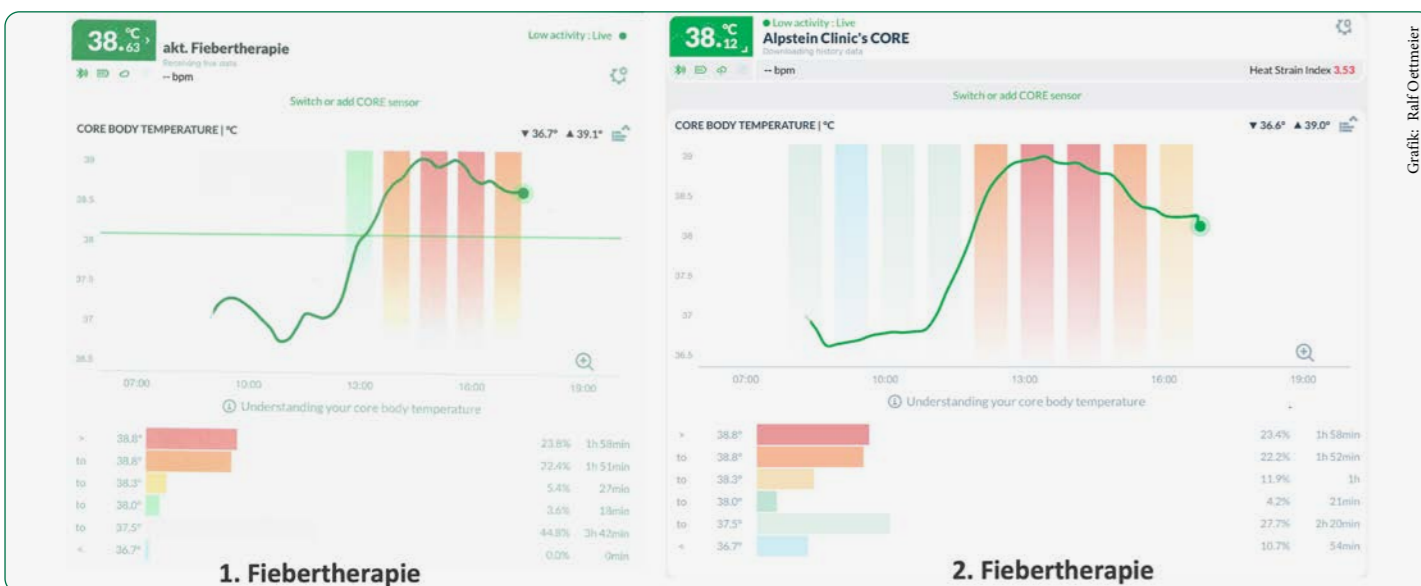 38.63 °C
akt. Fiebertherapie
Receiving live data
Low activity : Live
-- bpm
Switch or add CORE sensor
CORE BODY TEMPERATURE | °C
▼ 36.7° ▲ 39.1°
39
38.5
38
37.5
37
36.5
07:00 10:00 13:00 16:00 19:00
Understanding your core body temperature
> 38.8° 23.8% 1h 58min
to 38.8° 22.4% 1h 51min
to 38.3° 5.4% 27min
to 38.0° 3.6% 18min
to 37.5° 44.8% 3h 42min
< 36.7° 0.0% 0min
1. Fiebertherapie
38.12 °C
Low activity : Live
Alpstein Clinic's CORE
Downloading history data
-- bpm
Heat Strain Index 3.53
Switch or add CORE sensor
CORE BODY TEMPERATURE | °C
▼ 36.6° ▲ 39.0°
39
38.5
38
37.5
37
36.5
07:00 10:00 13:00 16:00 19:00
Understanding your core body temperature
> 38.8° 23.4% 1h 58min
to 38.8° 22.2% 1h 52min
to 38.3° 11.9% 1h
to 38.0° 4.2% 21min
to 37.5° 27.7% 2h 20min
< 36.7° 10.7% 54min
2. Fiebertherapie
Grafik: Ralf Oettmeier